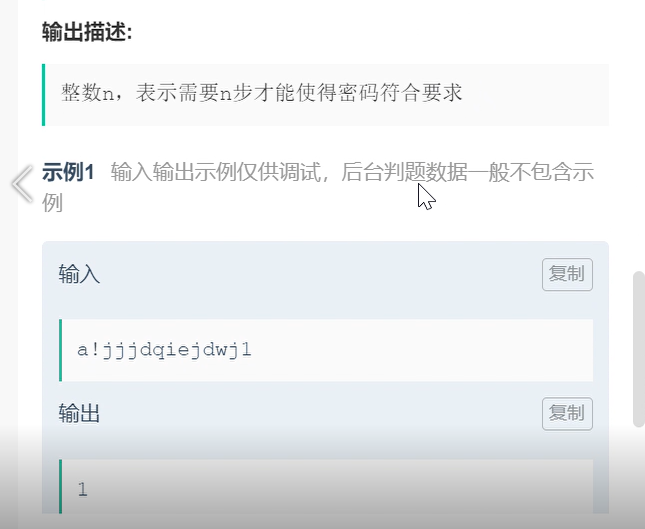 输出描述:
整数n，表示需要n步才能使得密码符合要求
示例1 输入输出示例仅供调试，后台判题数据一般不包含示
例
输入 复制
a!jjjdqiejdwj1
输出 复制
1